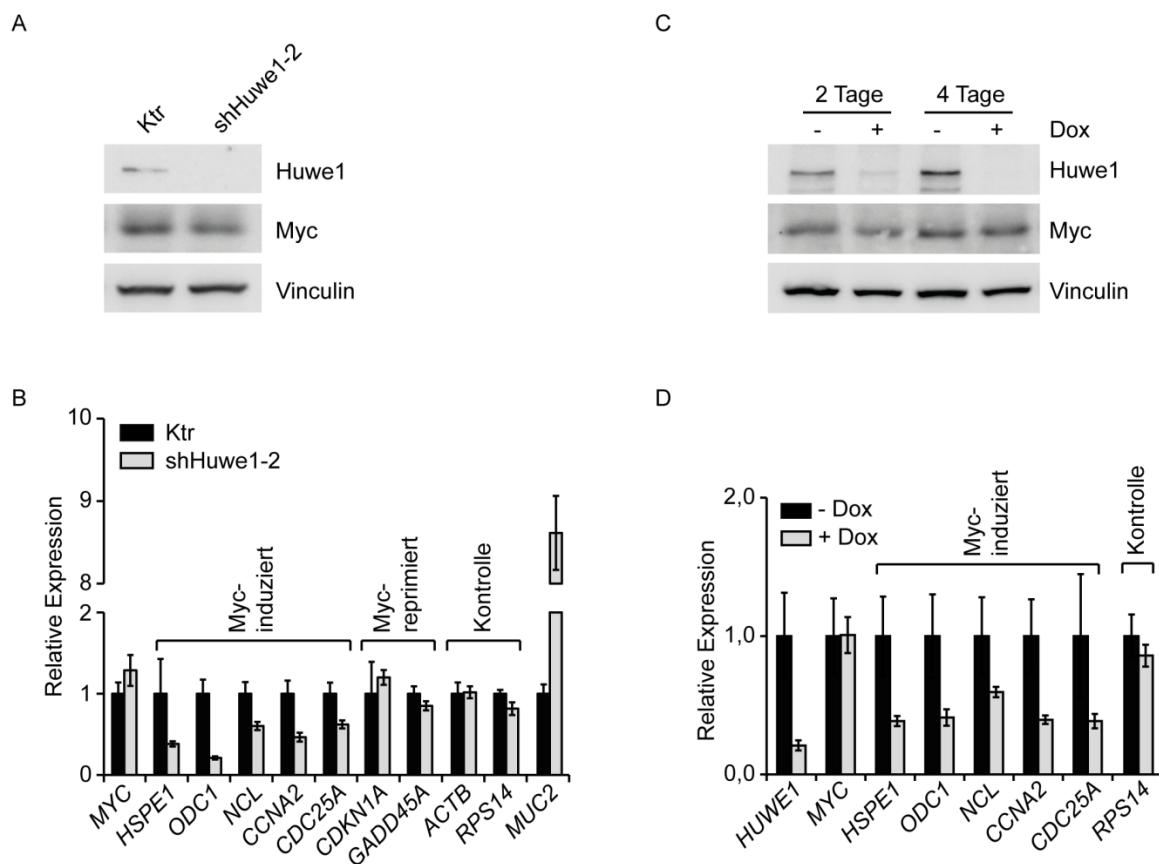 A
Ktr
shHuwe1-2
Huwe1
Myc
Vinculin
C
2 Tage
4 Tage
- + - + Dox
Huwe1
Myc
Vinculin
B
Relative Expression
10
9
8
2
1
0
Ktr
shHuwe1-2
Myc-
induziert
Myc-
reprimiert
Kontrolle
MYC
HSPE1
ODC1
NCL
CCNA2
CDC25A
CDKN1A
GADD45A
ACTB
RPS14
MUC2
D
Relative Expression
2,0
1,0
0,0
- Dox
+ Dox
Myc-
induziert
Kontrolle
HUWE1
MYC
HSPE1
ODC1
NCL
CCNA2
CDC25A
RPS14